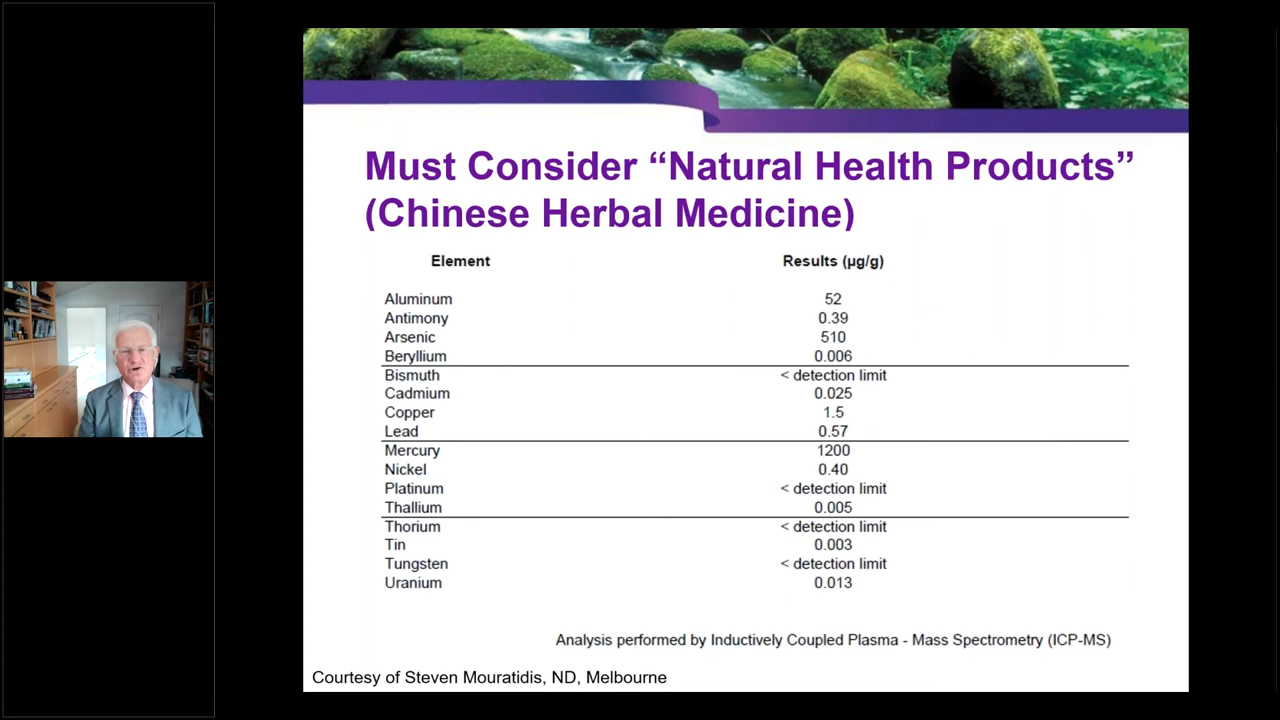 Must Consider “Natural Health Products”
(Chinese Herbal Medicine)
Element Results (µg/g)
Aluminum 52
Antimony 0.39
Arsenic 510
Beryllium 0.006
Bismuth < detection limit
Cadmium 0.025
Copper 1.5
Lead 0.57
Mercury 1200
Nickel 0.40
Platinum < detection limit
Thallium 0.005
Thorium < detection limit
Tin 0.003
Tungsten < detection limit
Uranium 0.013
Analysis performed by Inductively Coupled Plasma - Mass Spectrometry (ICP-MS)
Courtesy of Steven Mouratidis, ND, Melbourne